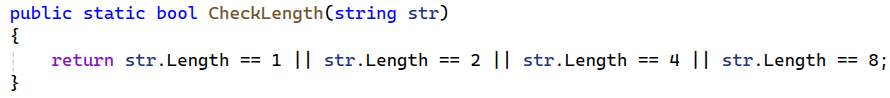 public static bool CheckLength(string str)
{
    return str.Length == 1 || str.Length == 2 || str.Length == 4 || str.Length == 8;
}